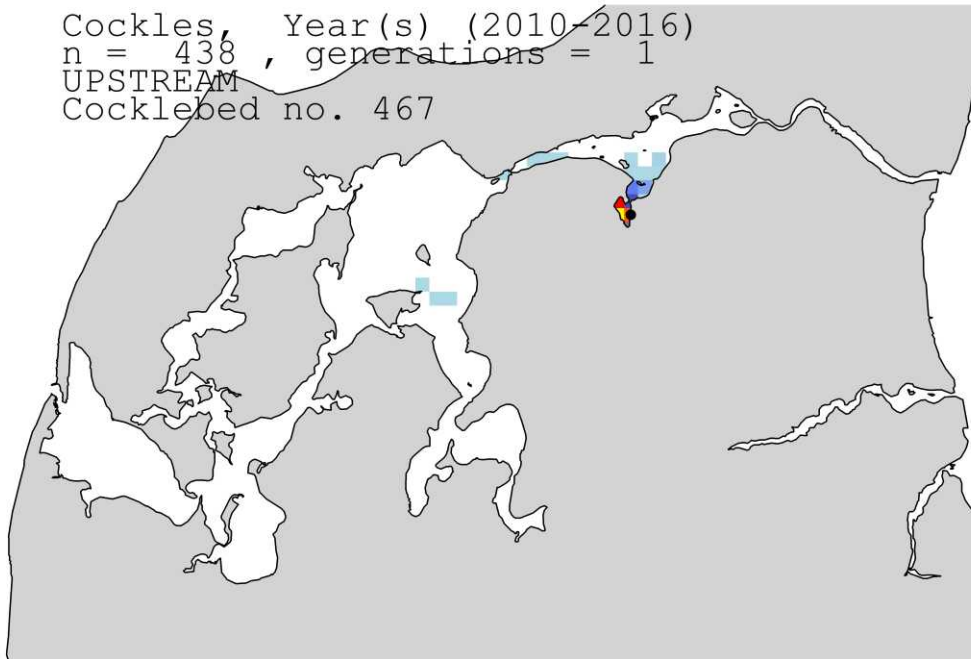 Cockles, Year(s) (2010-2016)
n = 438 , generations = 1
UPSTREAM
Cocklebed no. 467